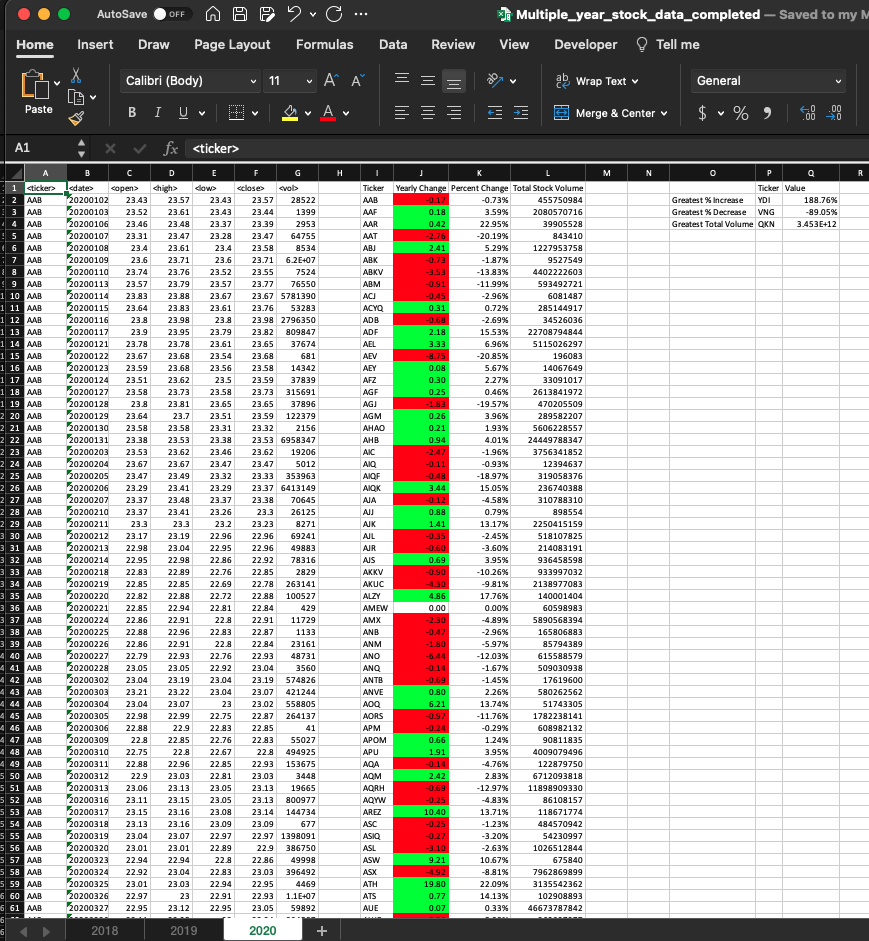 AutoSave OFF Multiple_year_stock_data_completed — Saved to my M
Home Insert Draw Page Layout Formulas Data Review View Developer Tell me
Paste Calibri (Body) 11 A^ A B I U A ab Wrap Text Merge & Center General $ % 9 .00 .00
A1 fx <ticker>
A B C D E F G H I J K L M N O P Q R
1 <ticker> <date> <open> <high> <low> <close> <vol> Ticker Yearly Change Percent Change Total Stock Volume Ticker Value
2 AAB 20200102 23.43 23.57 23.43 23.57 28522 AAB -0.17 -0.73% 455750984 Greatest % Increase YDI 188.76%
3 AAB 20200103 23.52 23.61 23.43 23.44 1399 AAF 0.18 3.59% 2080570716 Greatest % Decrease VNG -89.05%
4 AAB 20200106 23.46 23.48 23.37 23.39 2953 AAR 0.42 22.95% 39905528 Greatest Total Volume QKN 3.453E+12
5 AAB 20200107 23.31 23.47 23.28 23.47 64755 AAT -2.76 -20.19% 843410
6 AAB 20200108 23.4 23.61 23.4 23.58 8534 ABJ 2.41 5.29% 1227953758
7 AAB 20200109 23.6 23.71 23.6 23.71 6.2E+07 ABK -0.73 -1.87% 9527549
8 AAB 20200110 23.74 23.76 23.52 23.55 7524 ABKV -3.53 -13.83% 4402222603
9 AAB 20200113 23.57 23.79 23.57 23.77 76550 ABM -0.91 -11.99% 593492721
10 AAB 20200114 23.83 23.88 23.67 23.67 5781390 ACJ -0.45 -2.96% 6081487
11 AAB 20200115 23.64 23.83 23.61 23.76 53283 ACYQ 0.31 0.72% 285144917
12 AAB 20200116 23.8 23.98 23.8 23.98 2796350 ADB -0.68 -2.69% 34526036
13 AAB 20200117 23.9 23.95 23.79 23.82 809847 ADF 2.18 15.53% 22708794844
14 AAB 20200121 23.78 23.78 23.61 23.65 37674 AEL 3.33 6.96% 5115026297
15 AAB 20200122 23.67 23.68 23.54 23.68 681 AEV -8.75 -20.85% 196083
16 AAB 20200123 23.59 23.68 23.56 23.58 14342 AEY 0.08 5.67% 14067649
17 AAB 20200124 23.51 23.62 23.5 23.59 37839 AFZ 0.30 2.27% 33091017
18 AAB 20200127 23.58 23.73 23.58 23.73 315691 AGF 0.25 0.46% 2613841972
19 AAB 20200128 23.8 23.81 23.65 23.65 37896 AGJ -1.83 -19.57% 470205509
20 AAB 20200129 23.64 23.7 23.51 23.59 122379 AGM 0.26 3.96% 289582207
21 AAB 20200130 23.58 23.58 23.31 23.32 2156 AHAO 0.21 1.93% 5606228557
22 AAB 20200131 23.38 23.53 23.38 23.53 6958347 AHB 0.94 4.01% 24449788347
23 AAB 20200203 23.53 23.62 23.46 23.62 19206 AIC -2.47 -1.96% 3756341852
24 AAB 20200204 23.67 23.67 23.47 23.47 5012 AIQ -0.11 -0.93% 12394637
25 AAB 20200205 23.47 23.49 23.32 23.33 353963 AIQF -0.48 -18.97% 319058376
26 AAB 20200206 23.29 23.41 23.29 23.37 6413149 AIQK 3.44 15.05% 236740388
27 AAB 20200207 23.37 23.48 23.37 23.38 70645 AJA -0.12 -4.58% 310788310
28 AAB 20200210 23.37 23.41 23.26 23.3 26125 AJJ 0.88 0.79% 898554
29 AAB 20200211 23.3 23.3 23.2 23.23 8271 AJK 1.41 13.17% 2250415159
30 AAB 20200212 23.17 23.19 22.96 22.96 69241 AJL -0.35 -2.45% 518107825
31 AAB 20200213 22.98 23.04 22.95 22.96 49883 AJR -0.60 -3.60% 214083191
32 AAB 20200214 22.95 22.98 22.86 22.92 78316 AJS 0.69 3.95% 936458598
33 AAB 20200218 22.83 22.89 22.76 22.85 2829 AKKV -0.90 -10.26% 933997032
34 AAB 20200219 22.85 22.85 22.69 22.78 263141 AKUC -4.30 -9.81% 2138977083
35 AAB 20200220 22.82 22.88 22.72 22.88 100527 ALZY 4.86 17.76% 140001404
36 AAB 20200221 22.85 22.94 22.81 22.84 429 AMEW 0.00 0.00% 60598983
37 AAB 20200224 22.86 22.91 22.8 22.91 11729 AMX -2.30 -4.89% 5890568394
38 AAB 20200225 22.88 22.96 22.83 22.87 1133 ANB -0.47 -2.96% 165806883
39 AAB 20200226 22.86 22.91 22.8 22.84 23161 ANM -1.80 -5.97% 85794389
40 AAB 20200227 22.79 22.93 22.76 22.93 48731 ANO -6.44 -12.03% 615588579
41 AAB 20200228 23.05 23.05 22.92 23.04 3560 ANQ -0.14 -1.67% 509030938
42 AAB 20200302 23.04 23.19 23.04 23.19 574826 ANTB -0.69 -1.45% 17619600
43 AAB 20200303 23.21 23.22 23.04 23.07 421244 ANVE 0.80 2.26% 580262562
44 AAB 20200304 23.04 23.07 23 23.02 558805 AOQ 6.21 13.74% 51743305
45 AAB 20200305 22.98 22.99 22.75 22.87 264137 AORS -0.97 -11.76% 1782238141
46 AAB 20200306 22.88 22.9 22.83 22.85 41 APM -0.24 -0.29% 608982132
47 AAB 20200309 22.8 22.85 22.76 22.83 55027 APOM 0.66 1.24% 90811835
48 AAB 20200310 22.75 22.8 22.67 22.8 494925 APU 1.91 3.95% 4009079496
49 AAB 20200311 22.88 22.96 22.85 22.93 153675 AQA -0.14 -4.76% 122879750
50 AAB 20200312 22.9 23.03 22.81 23.03 3448 AQM 2.42 2.83% 6712093818
51 AAB 20200313 23.06 23.13 23.05 23.13 19665 AQRH -0.69 -12.97% 11898909330
52 AAB 20200316 23.11 23.15 23.05 23.13 800977 AQYW -0.25 -4.83% 86108157
53 AAB 20200317 23.15 23.16 23.08 23.14 144734 AREZ 10.40 13.71% 118671774
54 AAB 20200318 23.13 23.16 23.09 23.09 677 ASC -0.25 -1.23% 484570942
55 AAB 20200319 23.04 23.07 22.97 22.97 1398091 ASIQ -0.27 -3.20% 54230997
56 AAB 20200320 23.01 23.01 22.89 22.9 386750 ASL -3.10 -2.63% 1026512844
57 AAB 20200323 22.94 22.94 22.8 22.86 49998 ASW 9.21 10.67% 675840
58 AAB 20200324 22.92 23.04 22.83 23.03 396492 ASX -4.92 -8.81% 7962869899
59 AAB 20200325 23.01 23.03 22.94 22.95 4469 ATH 19.80 22.09% 3135542362
60 AAB 20200326 22.97 23 22.91 22.93 1.1E+07 ATS 0.77 14.13% 102908893
61 AAB 20200327 22.95 23.12 22.95 23.05 59892 AUE 0.07 0.33% 46673787842
2018 2019 2020 +